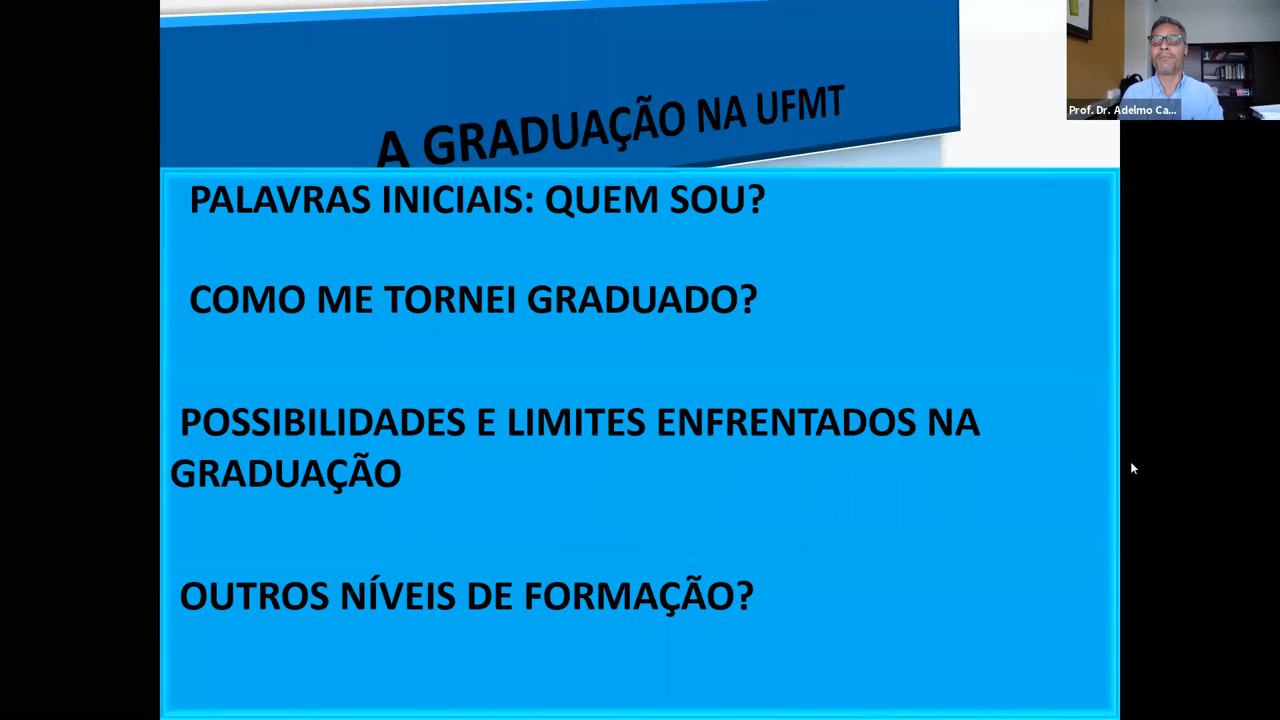 A GRADUAÇÃO NA UFMT
Prof. Dr. Adelmo Ca...
PALAVRAS INICIAIS: QUEM SOU?
COMO ME TORNEI GRADUADO?
POSSIBILIDADES E LIMITES ENFRENTADOS NA
GRADUAÇÃO
OUTROS NÍVEIS DE FORMAÇÃO?